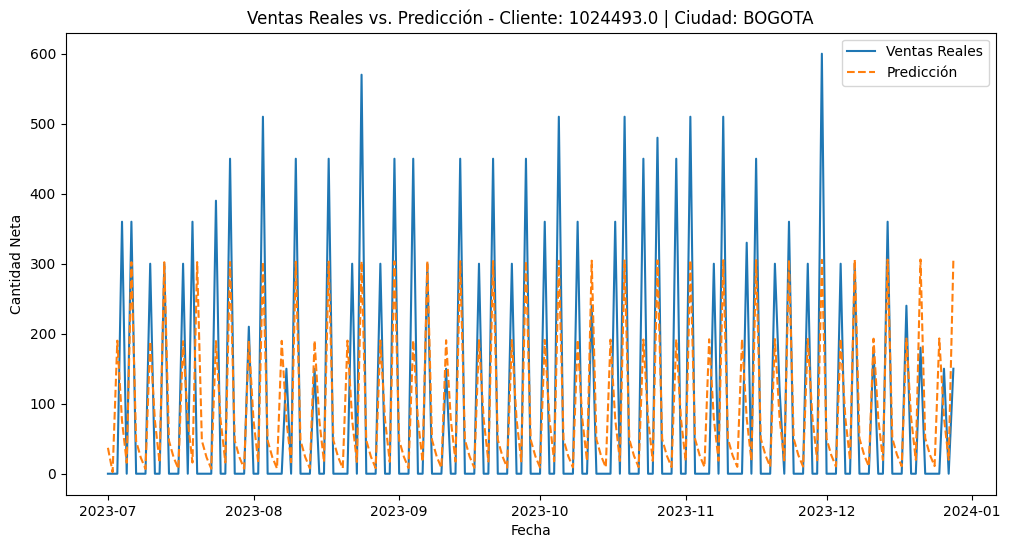 Ventas Reales vs. Predicción - Cliente: 1024493.0 | Ciudad: BOGOTA
Ventas Reales
Predicción
Cantidad Neta
600
500
400
300
200
100
0
2023-07 2023-08 2023-09 2023-10 2023-11 2023-12 2024-01
Fecha